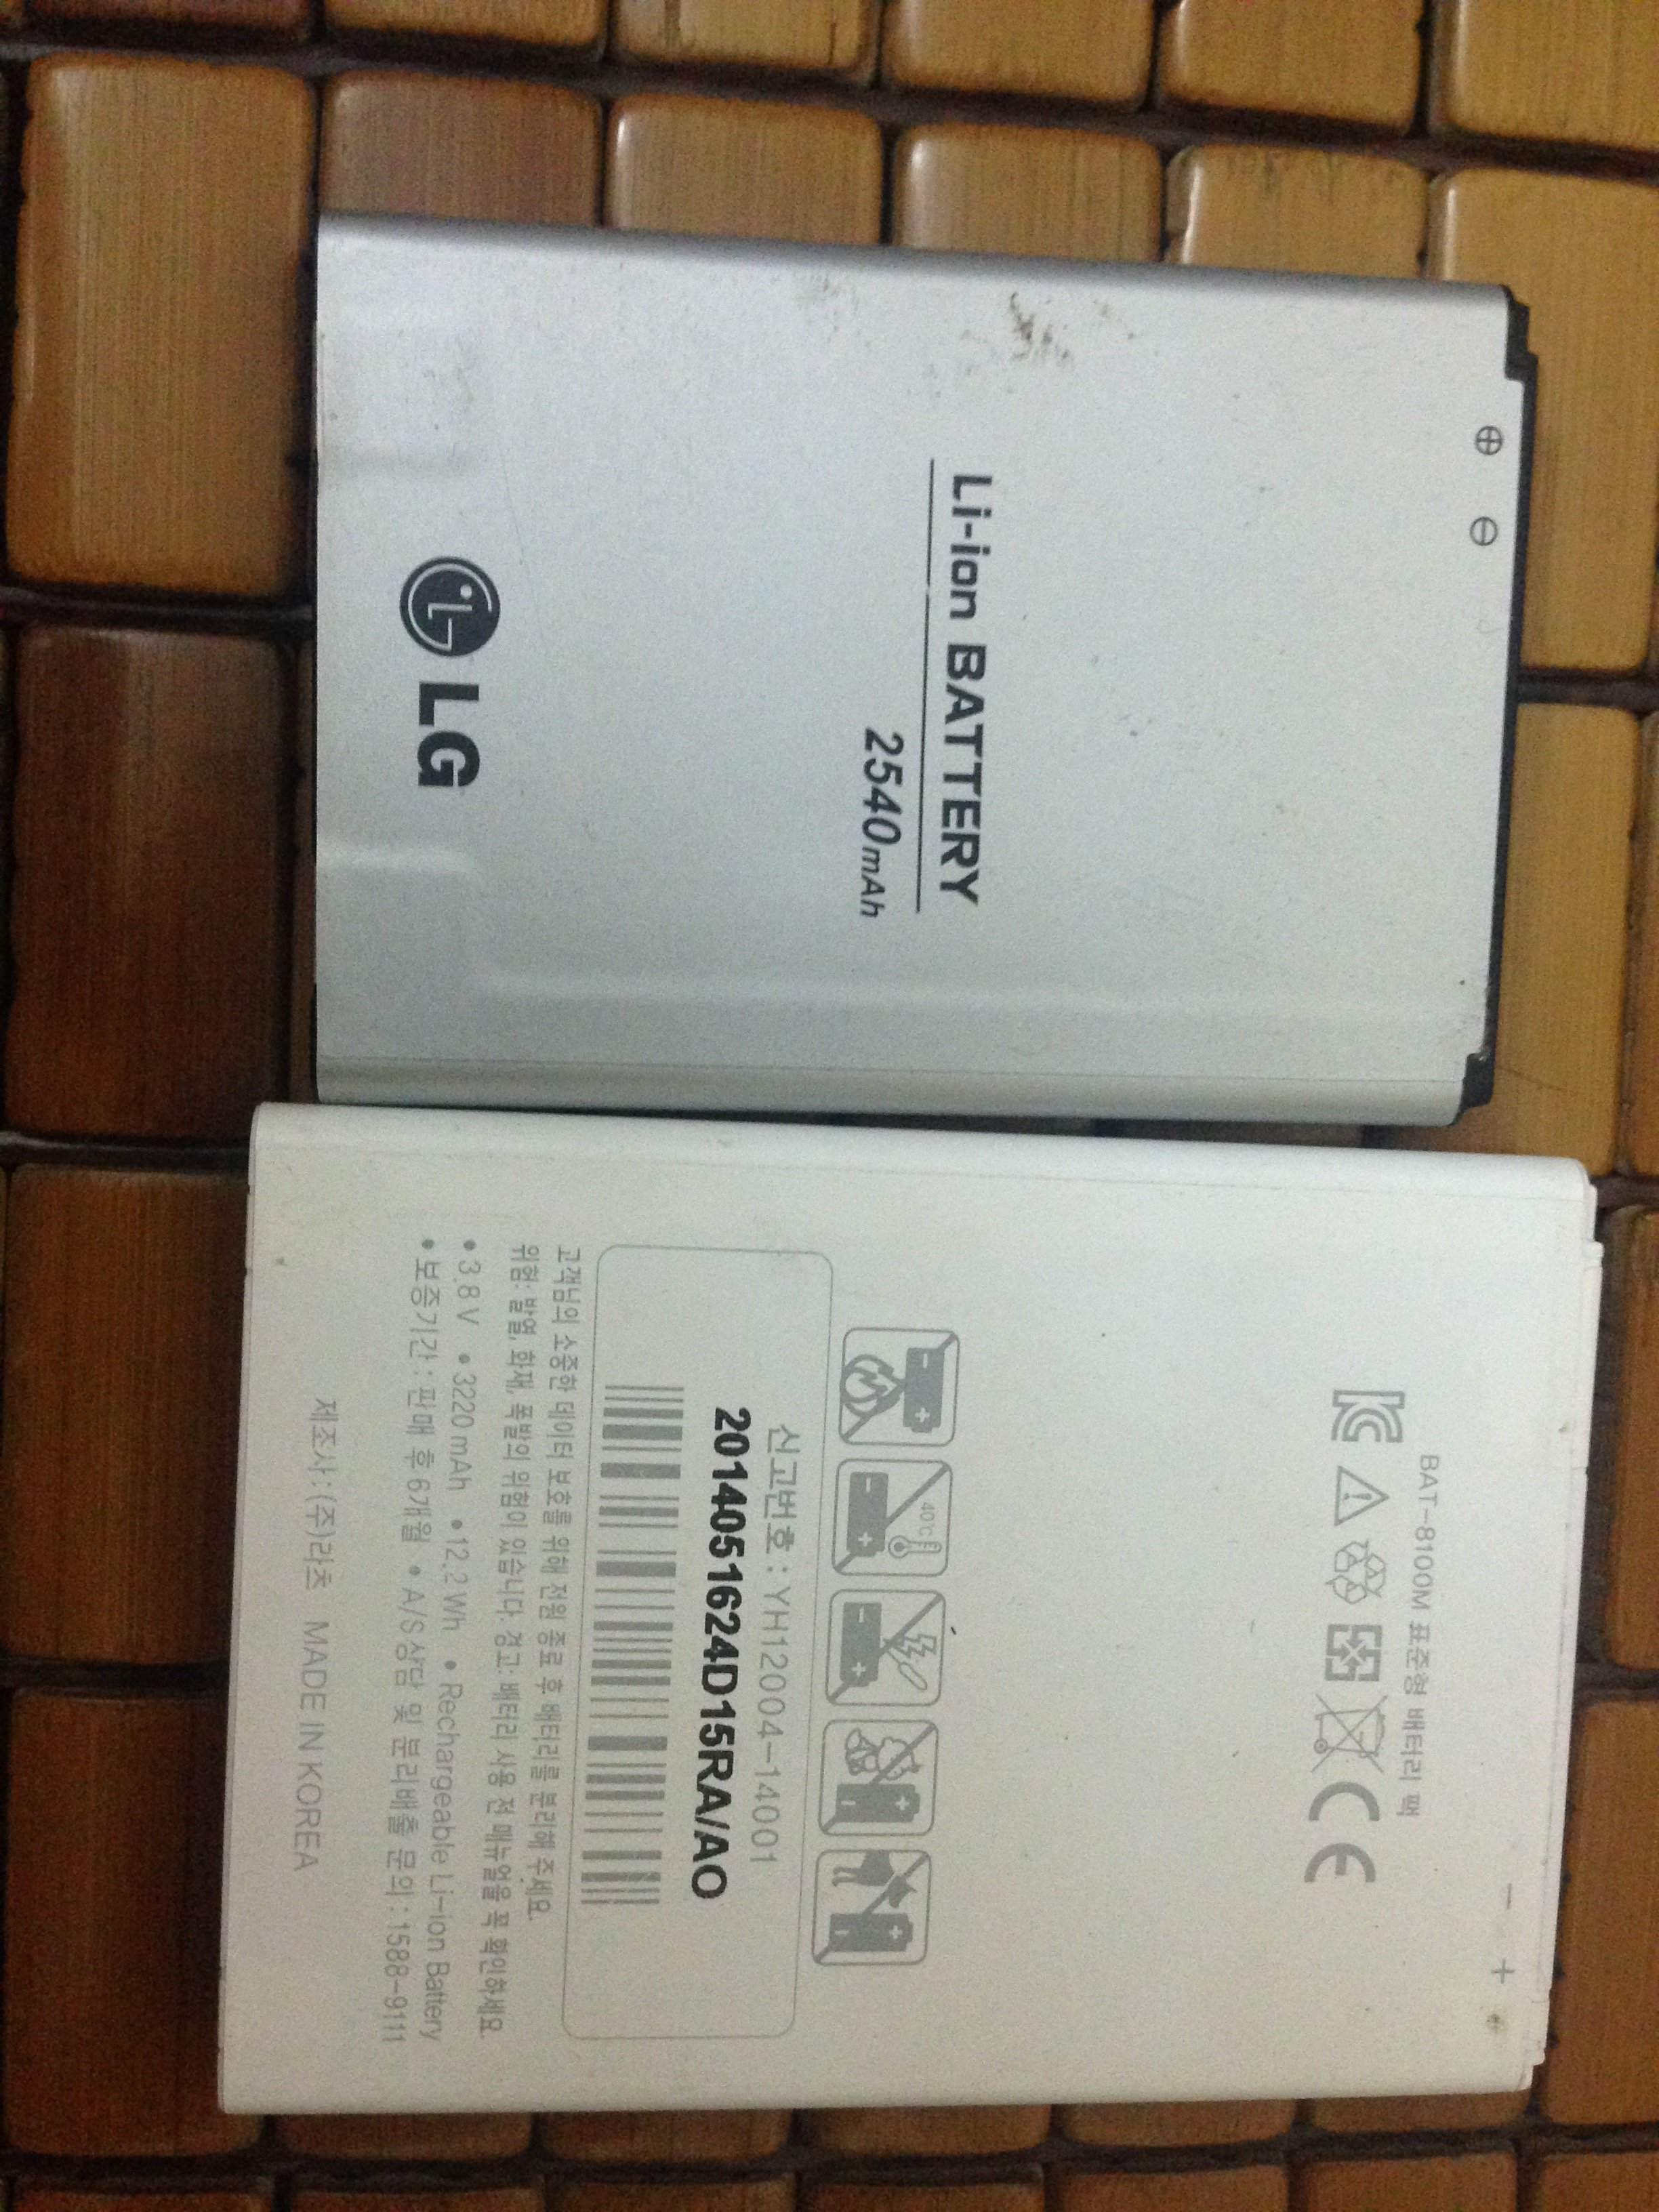 ⊕ ⊖
Li-ion BATTERY
2540mAh
LG
− +
BAT-8100M 표준형 배터리 팩
CE
40℃
신고번호 : YH12004-14001
2014051624D15RA/AO
고객님의 소중한 데이터 보호를 위해 전원 종료 후 배터리를 분리해 주세요.
위험: 발열, 화재, 폭발의 위험이 있습니다. 경고: 배터리 사용 전 매뉴얼을 꼭 확인하세요.
• 3.8 V • 3220 mAh • 12.2 Wh • Rechargeable Li-ion Battery
• 보증기간 : 판매 후 6개월 • A/S상담 및 분리배출 문의 : 1588-9111
제조사 : (주)라츠 MADE IN KOREA